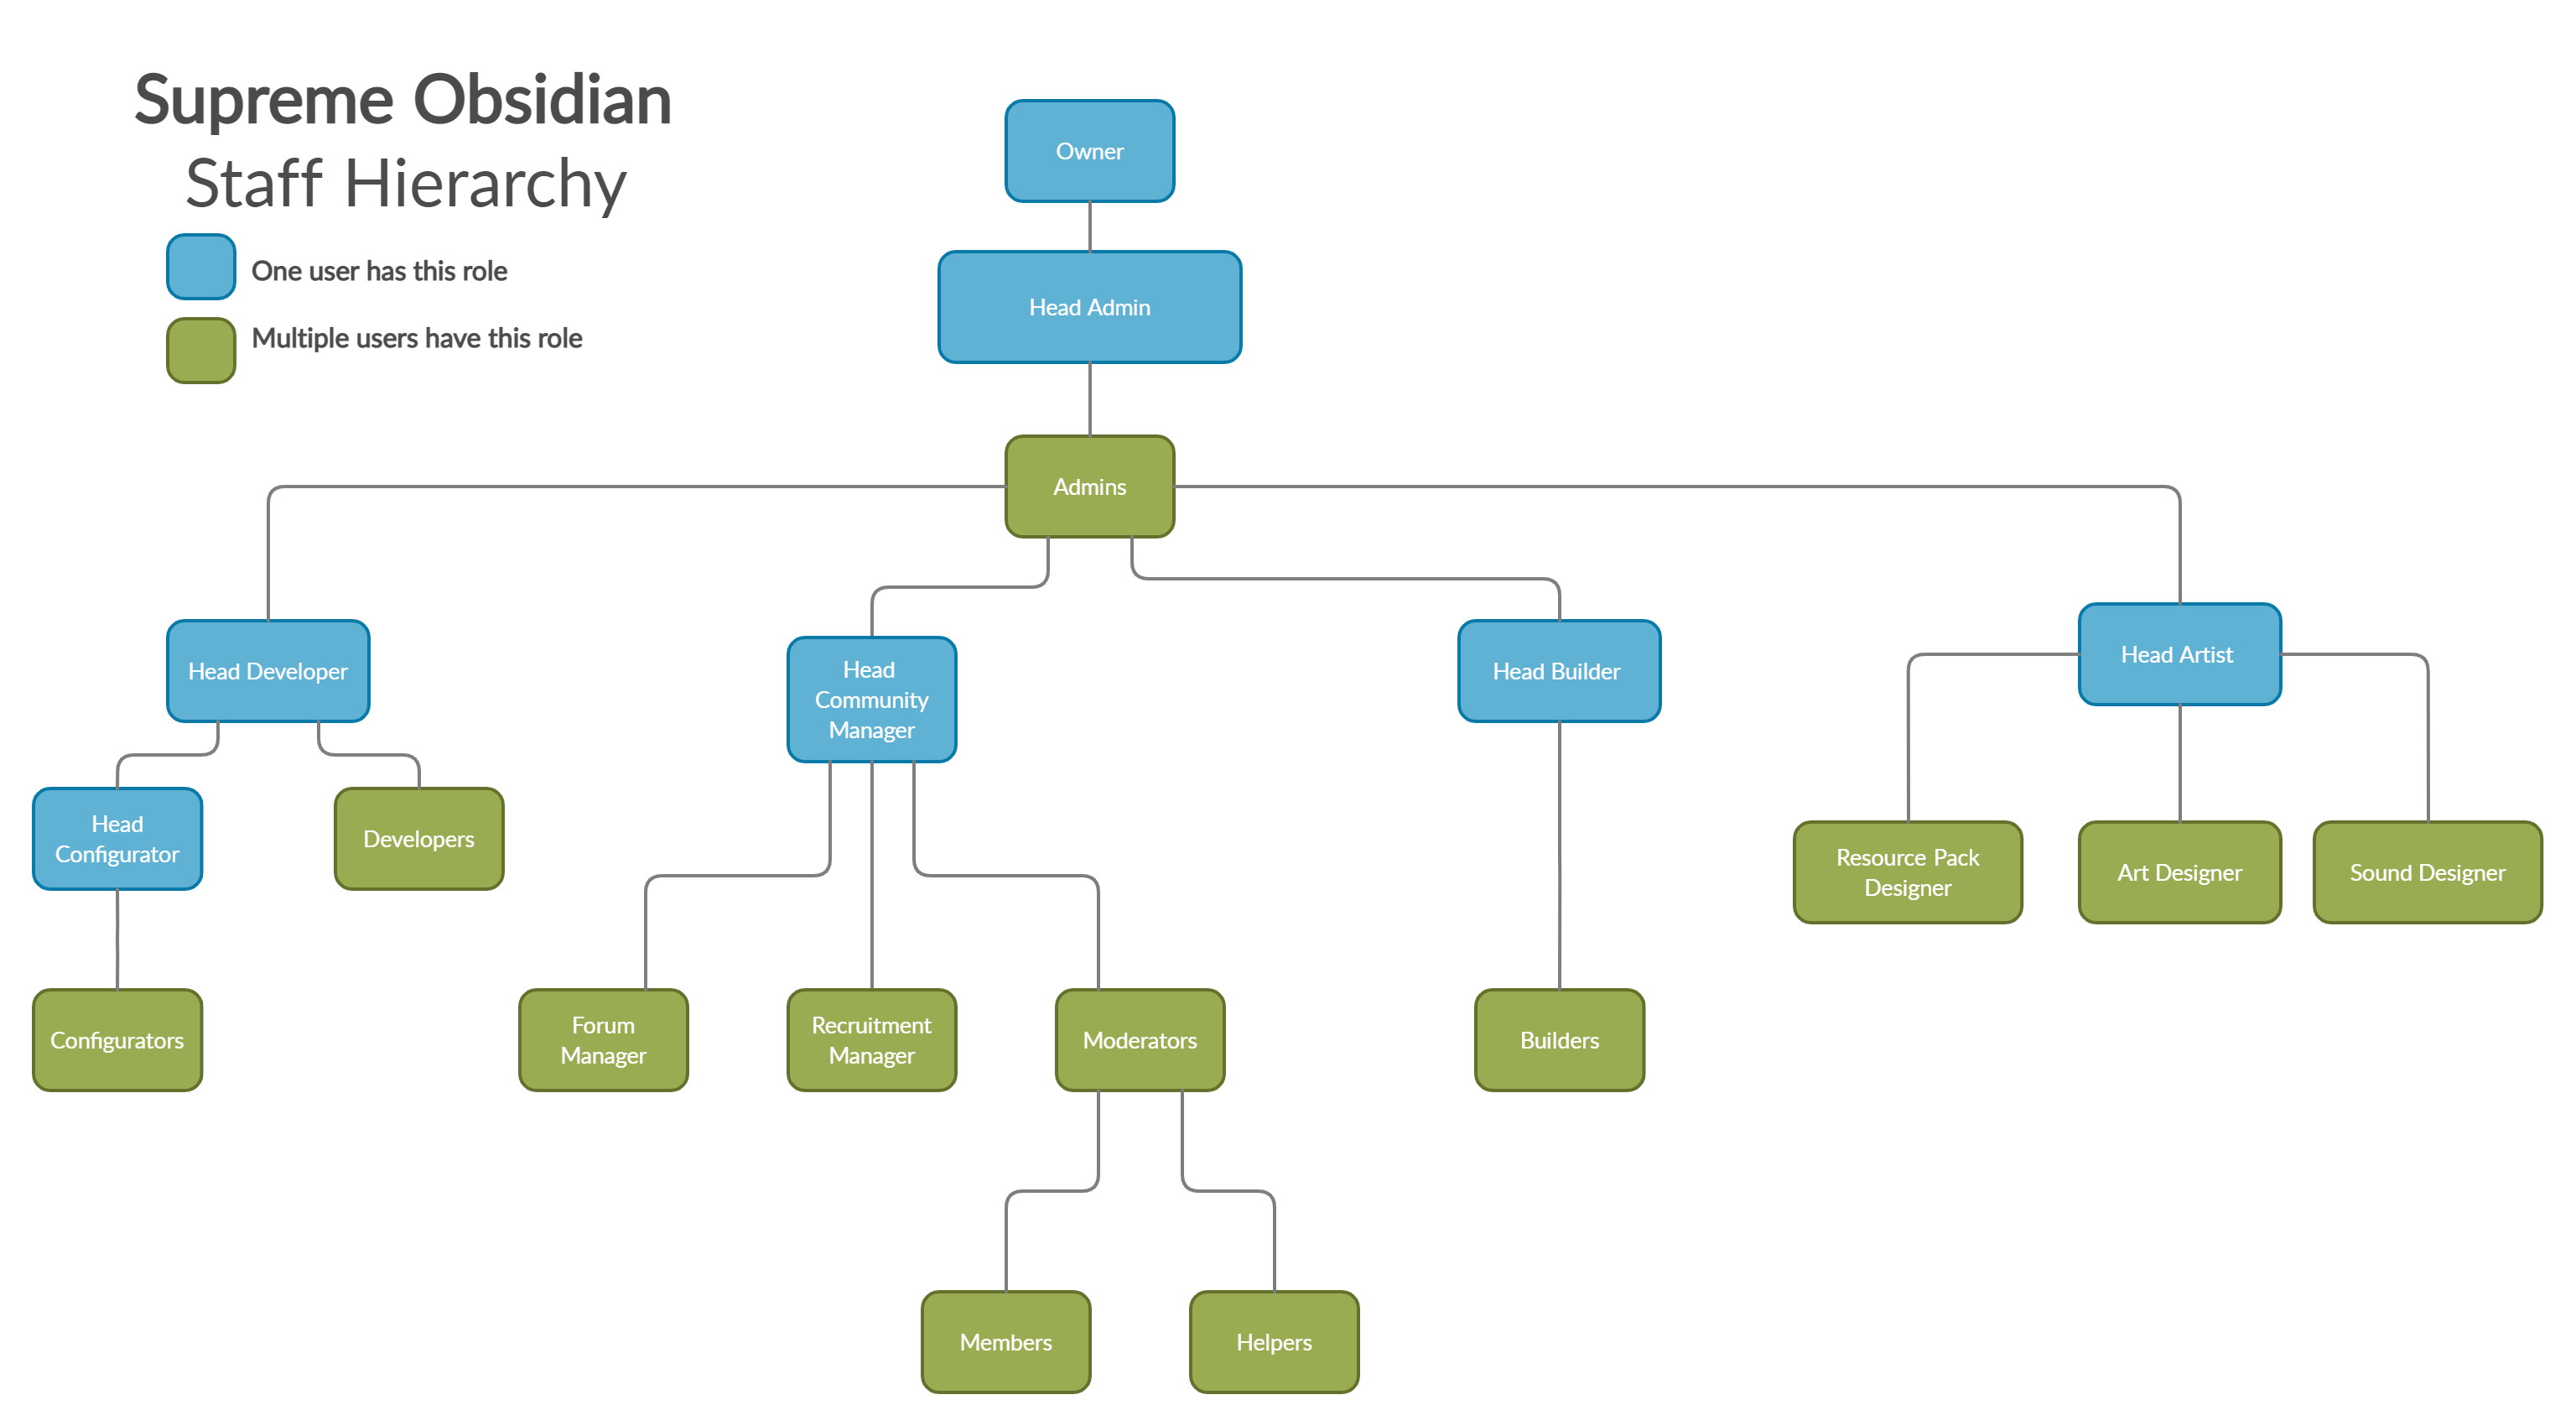 Supreme Obsidian
Staff Hierarchy
One user has this role
Multiple users have this role
Owner
Head Admin
Admins
Head Developer
Head
Community
Manager
Head Builder
Head Artist
Head
Configurator
Developers
Resource Pack
Designer
Art Designer
Sound Designer
Configurators
Forum
Manager
Recruitment
Manager
Moderators
Builders
Members
Helpers